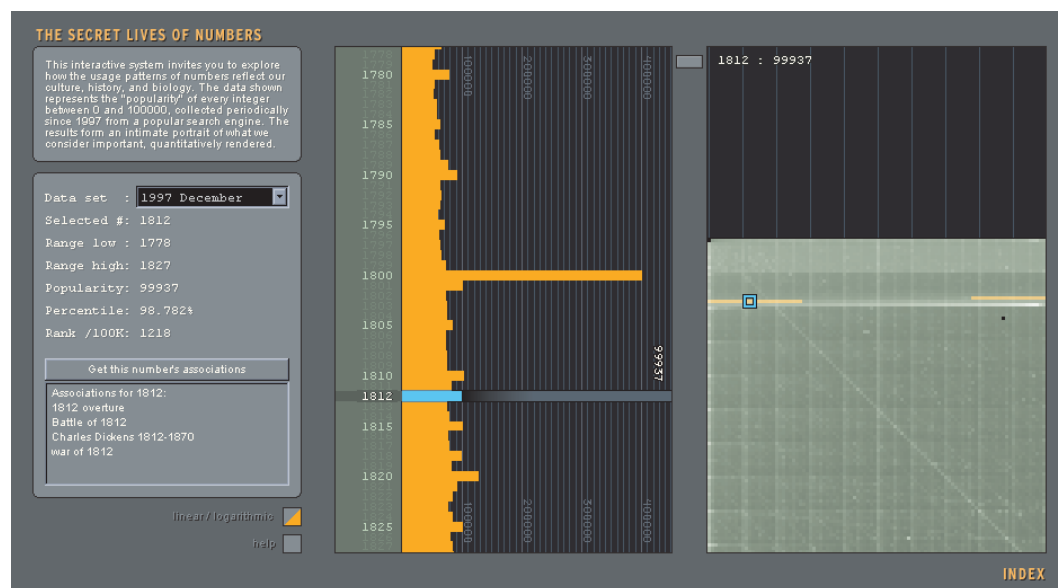 THE SECRET LIVES OF NUMBERS
This interactive system invites you to explore
how the usage patterns of numbers reflect our
culture, history, and biology. The data shown
represents the "popularity" of every integer
between 0 and 100000, collected periodically
since 1997 from a popular search engine. The
results form an intimate portrait of what we
consider important, quantitatively rendered.
Data set : 1997 December
Selected #: 1812
Range low : 1778
Range high: 1827
Popularity: 99937
Percentile: 98.782%
Rank /100K: 1218
Get this number's associations
Associations for 1812:
1812 overture
Battle of 1812
Charles Dickens 1812-1870
war of 1812
linear / logarithmic
help
100000 200000 300000 400000
1780
1785
1790
1795
1800
1805
1810
1812
1815
1820
1825
99937
100000 200000 300000 400000
1812 : 99937
INDEX